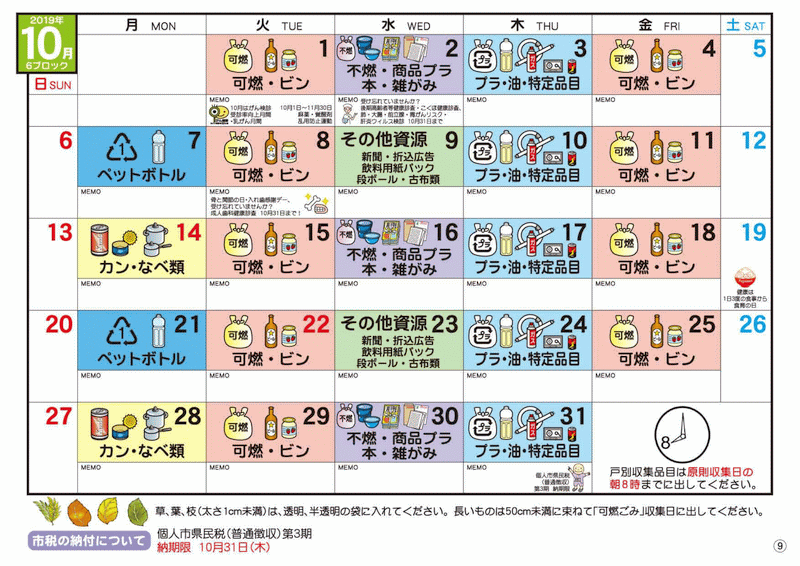 2019年
10月
6ブロック
月 MON
火 TUE
水 WED
木 THU
金 FRI
土 SAT
日 SUN
可燃
1
可燃・ビン
MEMO
10月はがん検診
受診率向上月間
・乳がん月間
10月1日～11月30日
麻薬・覚醒剤
乱用防止運動
不燃
2
不燃・商品プラ
本・雑がみ
MEMO
受け忘れていませんか？
後期高齢者等健康診査・こくほ健康診査、
肺・大腸・前立腺・胃がんリスク・
肝炎ウィルス検診 10月31日まで
プラ
3
プラ・油・特定品目
MEMO
可燃
4
可燃・ビン
MEMO
5
6
1
7
ペットボトル
MEMO
可燃
8
可燃・ビン
MEMO
骨と関節の日・入れ歯感謝デー。
受け忘れていませんか？
成人歯科健康診査 10月31日まで！
その他資源 9
新聞・折込広告
飲料用紙パック
段ボール・古布類
MEMO
プラ
10
プラ・油・特定品目
MEMO
可燃
11
可燃・ビン
MEMO
12
13
14
カン・なべ類
MEMO
可燃
15
可燃・ビン
MEMO
不燃
16
不燃・商品プラ
本・雑がみ
MEMO
プラ
17
プラ・油・特定品目
MEMO
可燃
18
可燃・ビン
MEMO
19
健康は
1日3度の食事から
食育の日
20
1
21
ペットボトル
MEMO
可燃
22
可燃・ビン
MEMO
その他資源 23
新聞・折込広告
飲料用紙パック
段ボール・古布類
MEMO
プラ
24
プラ・油・特定品目
MEMO
可燃
25
可燃・ビン
MEMO
26
27
28
カン・なべ類
MEMO
可燃
29
可燃・ビン
MEMO
不燃
30
不燃・商品プラ
本・雑がみ
MEMO
プラ
31
プラ・油・特定品目
MEMO
個人市県民税
（普通徴収）
第3期 納期限
8
戸別収集品目は原則収集日の
朝8時までに出してください。
草、葉、枝（太さ1cm未満）は、透明、半透明の袋に入れてください。長いものは50cm未満に束ねて「可燃ごみ」収集日に出してください。
市税の納付について
個人市県民税（普通徴収）第3期
納期限 10月31日（木）
9